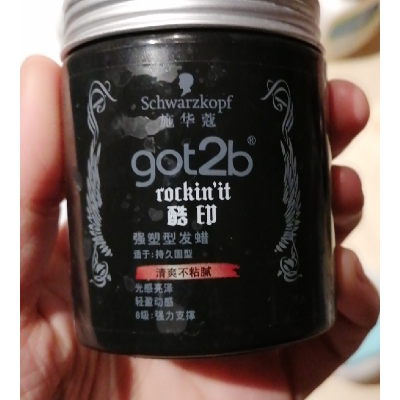 Schwarzkopf
施华蔻
got2b®
rockin'it
酷印
强塑型发蜡
适于:持久固型
清爽不粘腻
光感亮泽
轻盈动感
8级:强力支撑